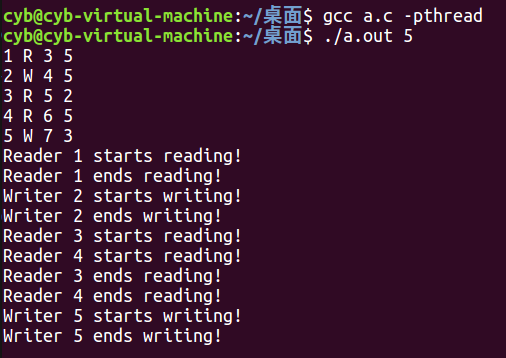 cyb@cyb-virtual-machine:~/桌面$ gcc a.c -pthread
cyb@cyb-virtual-machine:~/桌面$ ./a.out 5
1 R 3 5
2 W 4 5
3 R 5 2
4 R 6 5
5 W 7 3
Reader 1 starts reading!
Reader 1 ends reading!
Writer 2 starts writing!
Writer 2 ends writing!
Reader 3 starts reading!
Reader 4 starts reading!
Reader 3 ends reading!
Reader 4 ends reading!
Writer 5 starts writing!
Writer 5 ends writing!